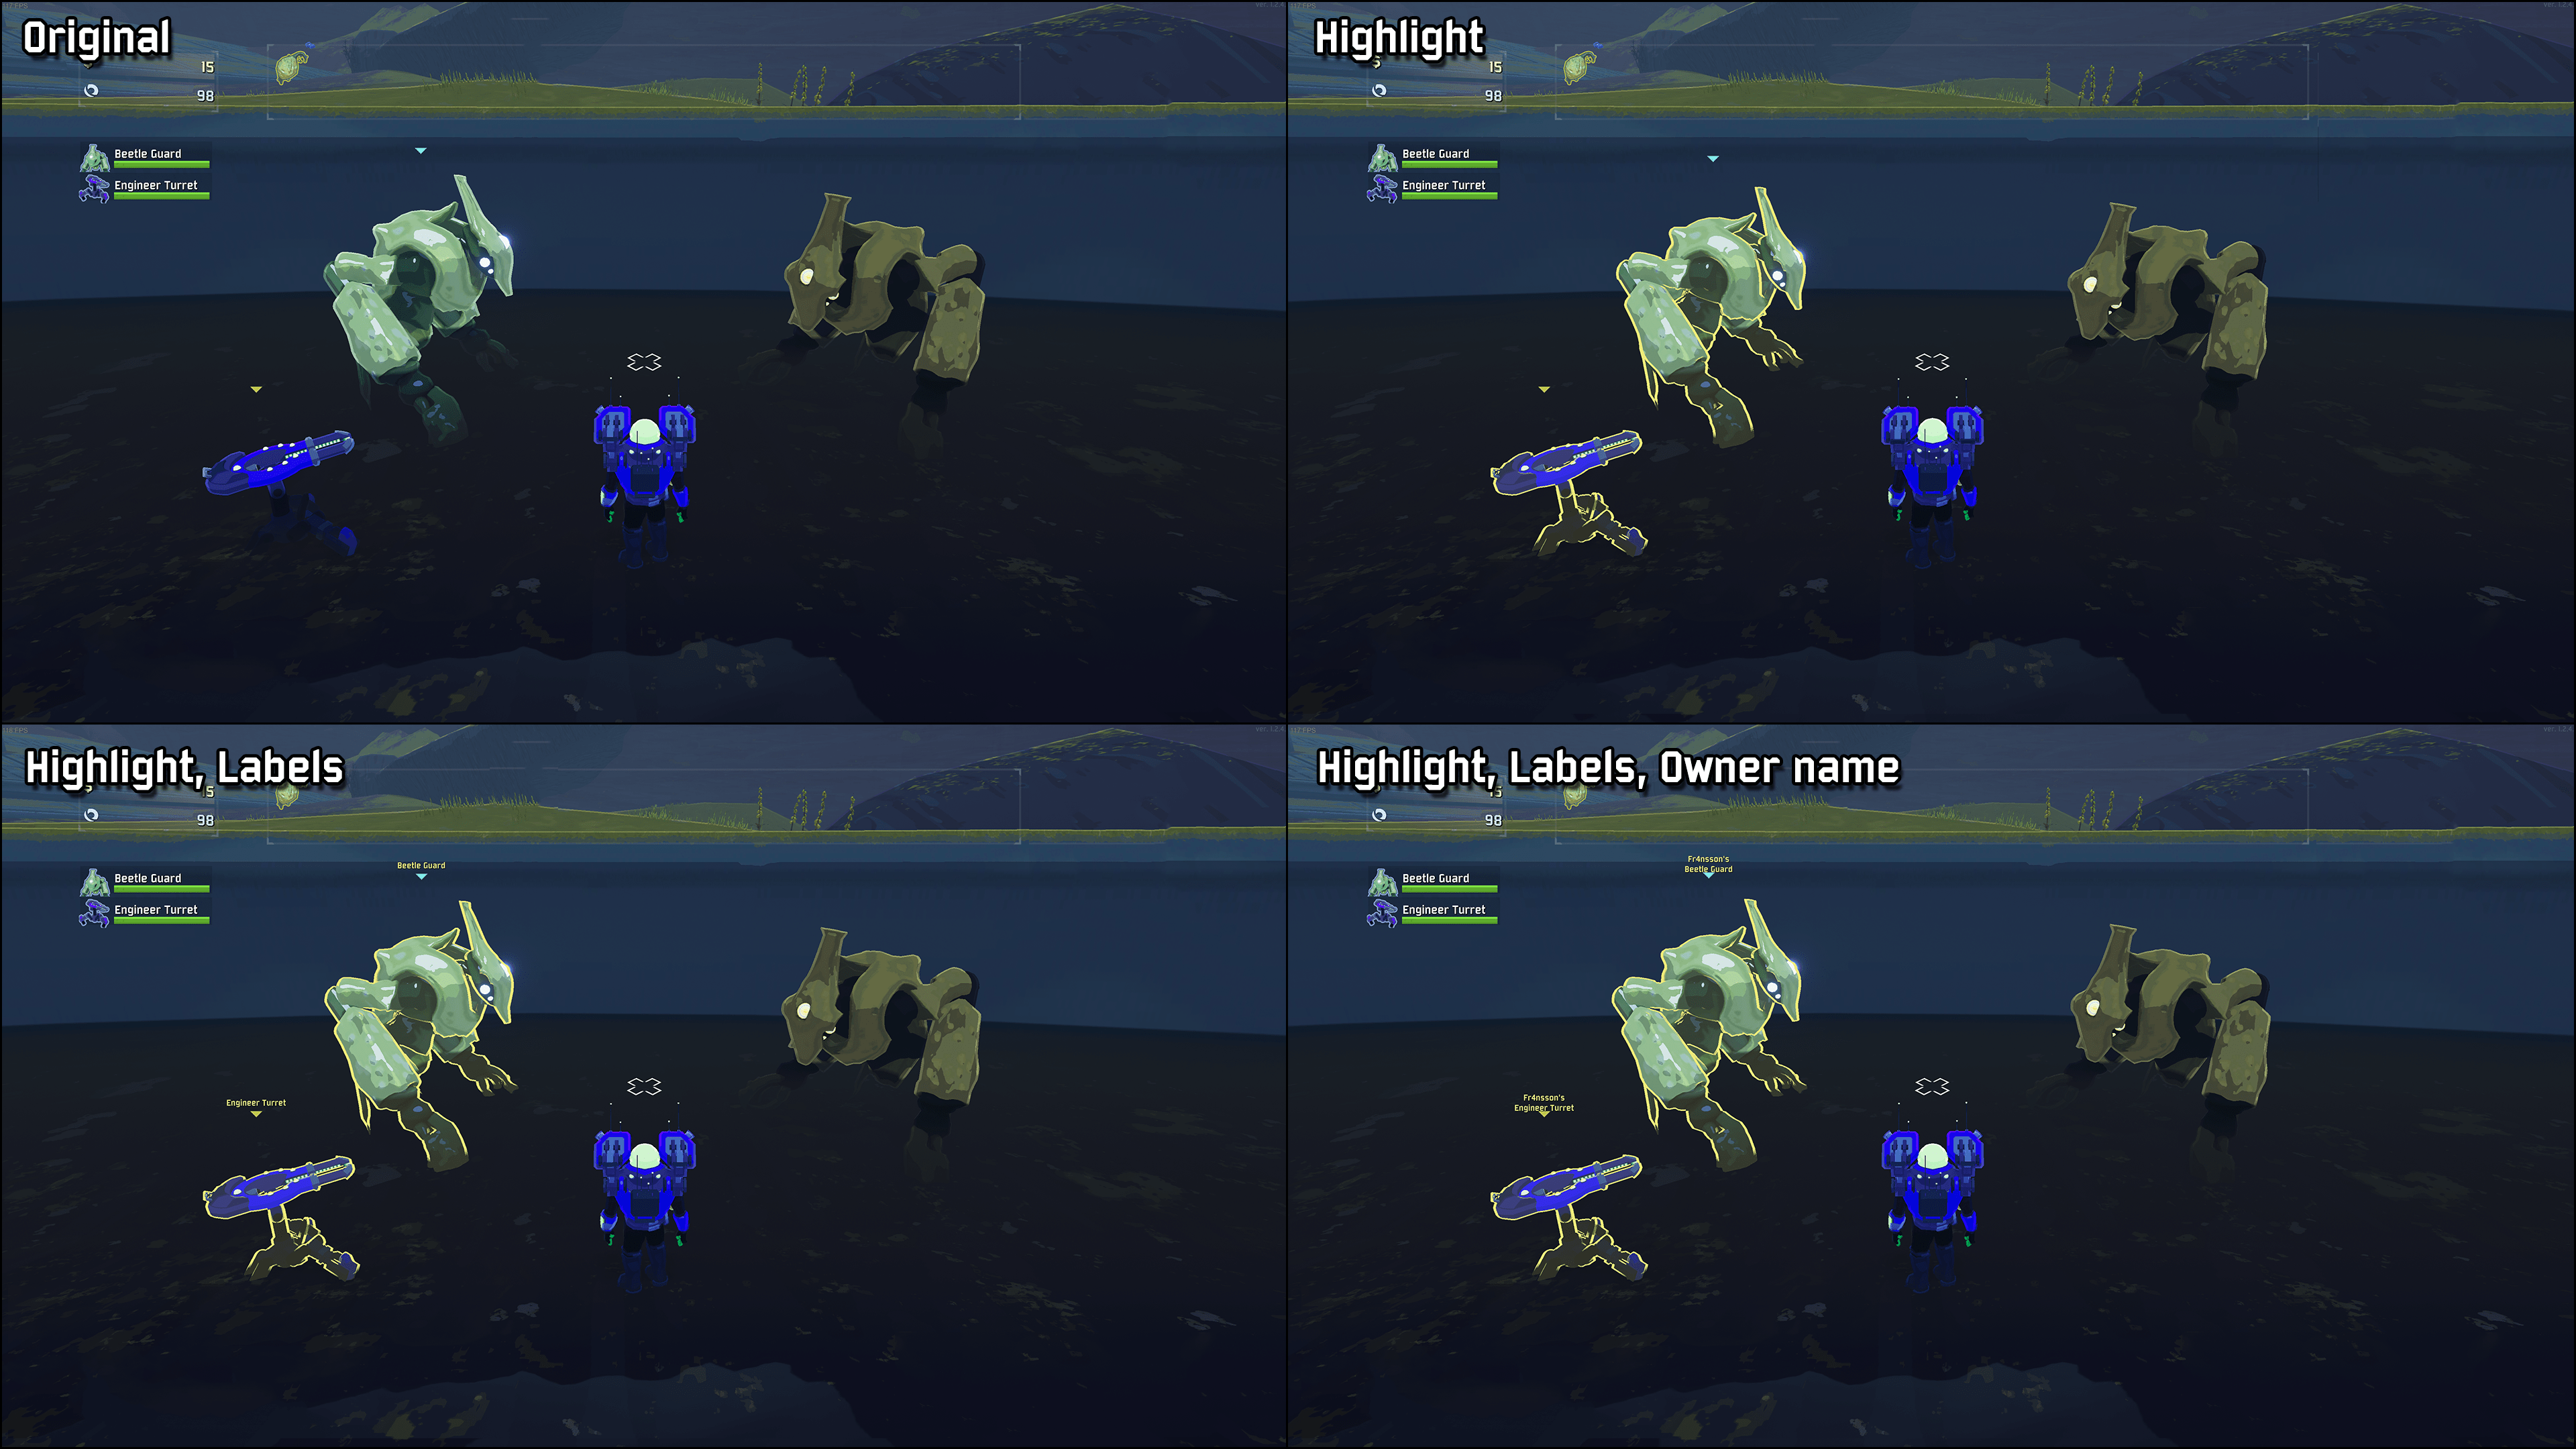 Original
$
15
98
Beetle Guard
Engineer Turret
Highlight
$
15
98
Beetle Guard
Engineer Turret
Highlight, Labels
15
98
Beetle Guard
Engineer Turret
Beetle Guard
Engineer Turret
Highlight, Labels, Owner name
15
98
Beetle Guard
Engineer Turret
Fr4nsson's
Beetle Guard
Fr4nsson's
Engineer Turret